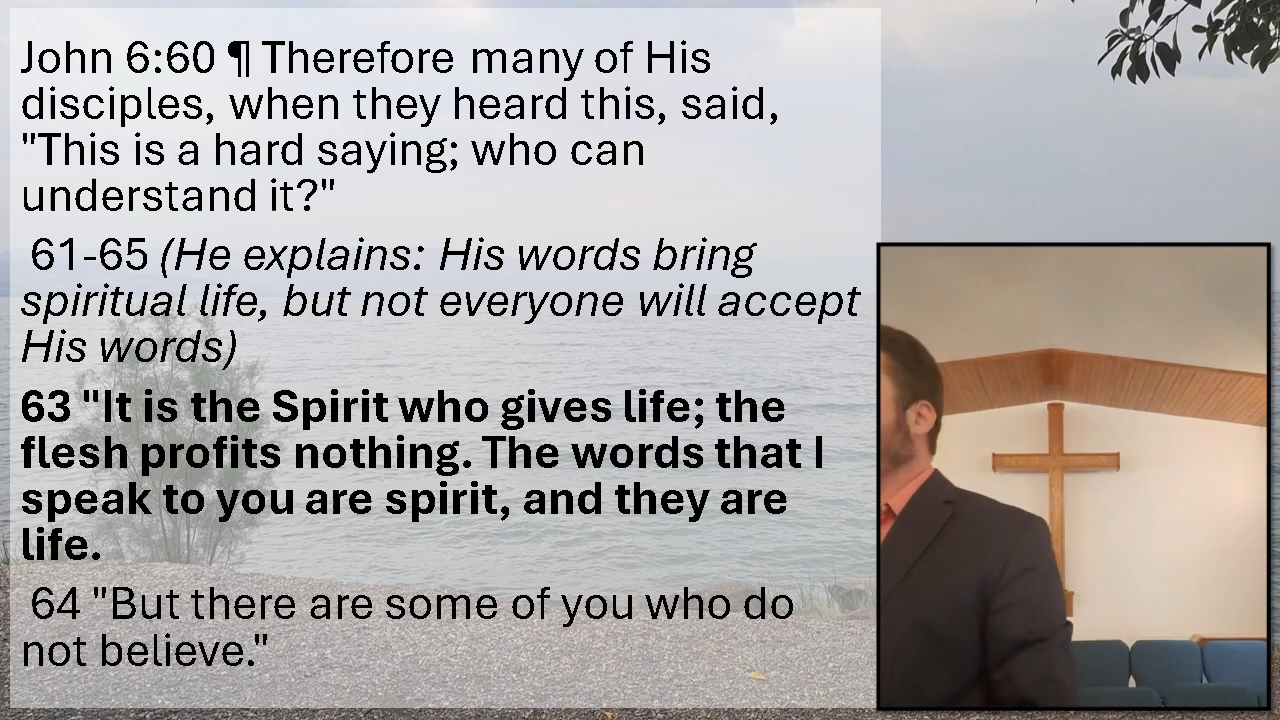 John 6:60 ¶ Therefore many of His
disciples, when they heard this, said,
"This is a hard saying; who can
understand it?"
61-65 (He explains: His words bring
spiritual life, but not everyone will accept
His words)
63 "It is the Spirit who gives life; the
flesh profits nothing. The words that I
speak to you are spirit, and they are
life.
64 "But there are some of you who do
not believe."